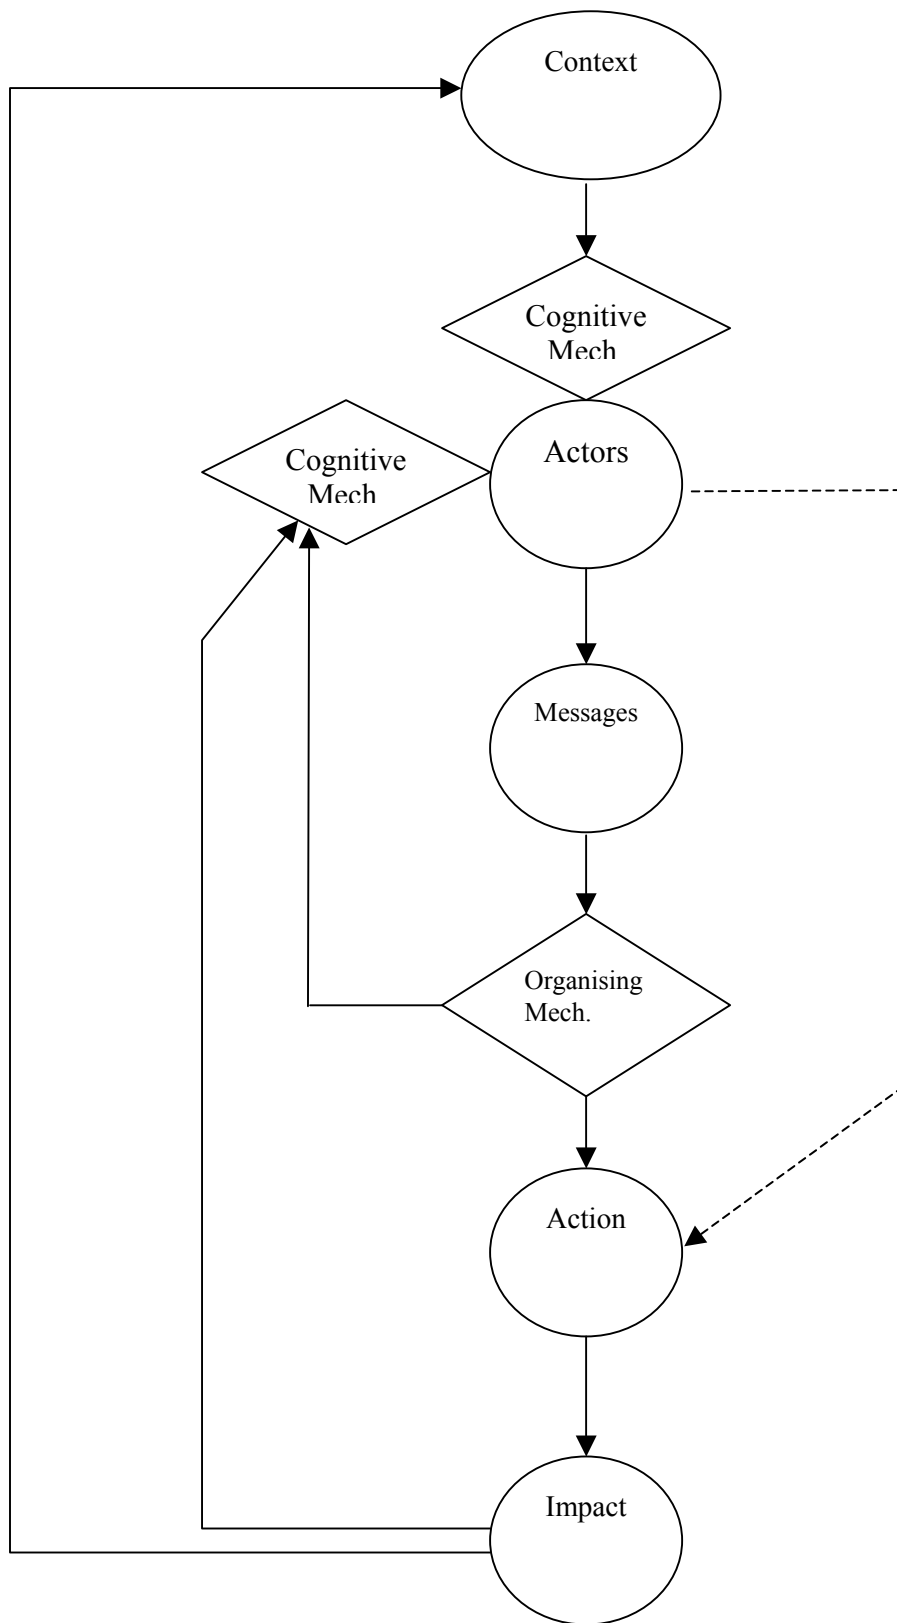 Context
Cognitive
Mech
Actors
Cognitive
Mech
Messages
Organising
Mech.
Action
Impact